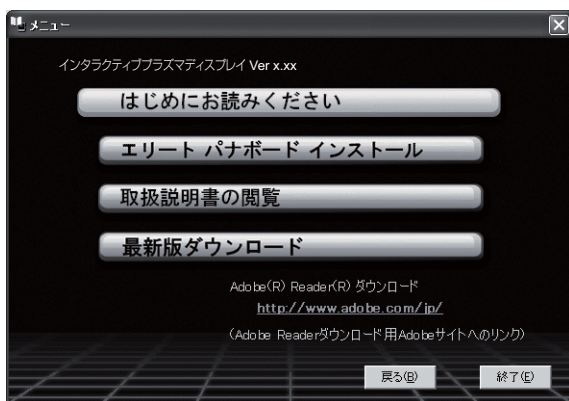 メニュー
インタラクティブプラズマディスプレイ Ver x.xx
はじめにお読みください
エリート パナボード インストール
取扱説明書の閲覧
最新版ダウンロード
Adobe(R) Reader(R) ダウンロード
http://www.adobe.com/jp/
(Adobe Readerダウンロード用Adobeサイトへのリンク)
戻る(B) 終了(E)